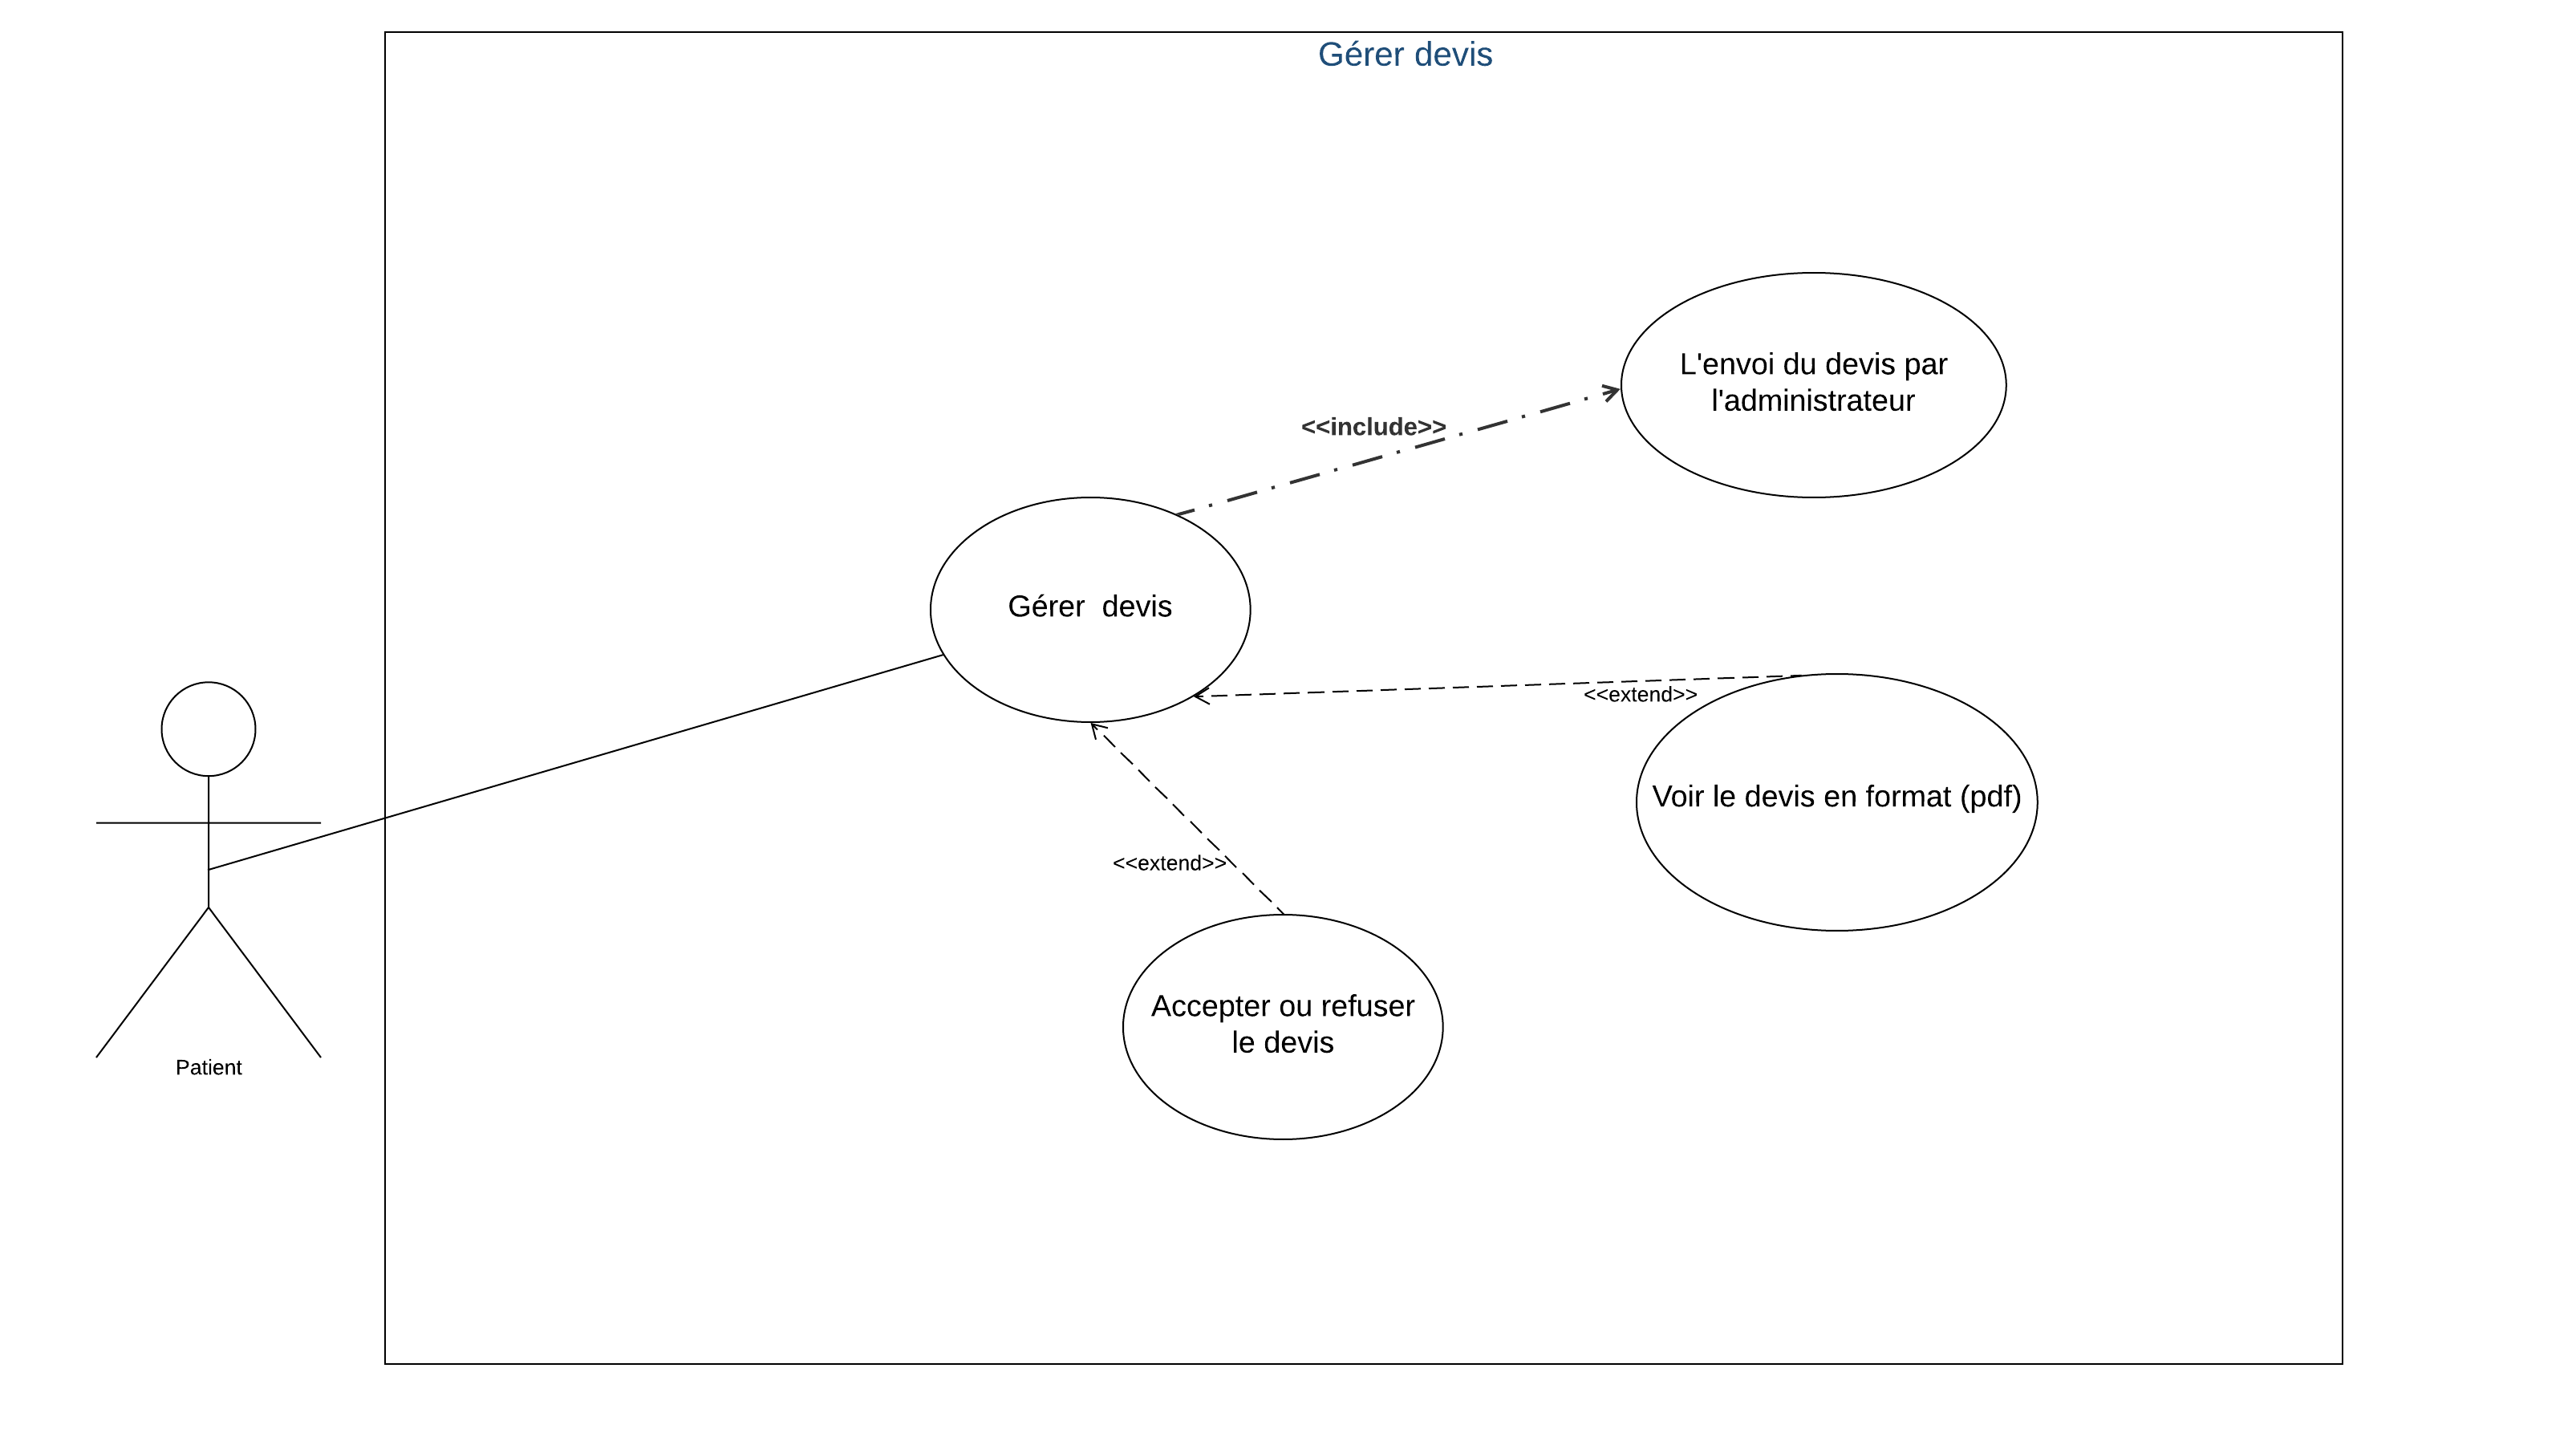 Gérer devis
L'envoi du devis par
l'administrateur
<<include>>
Gérer  devis
<<extend>>
Voir le devis en format (pdf)
<<extend>>
Accepter ou refuser
le devis
Patient